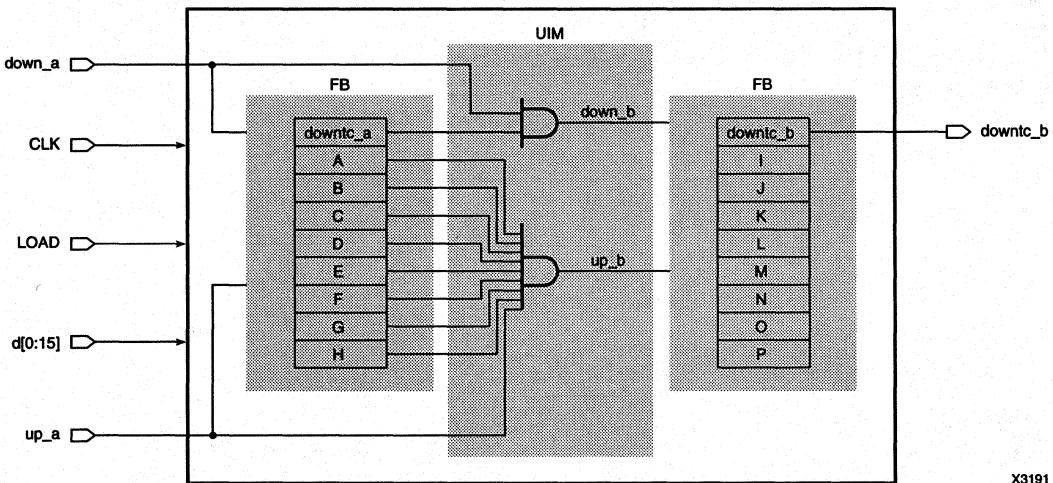 UIM
down_a
FB
FB
down_b
downtc_a
downtc_b
downtc_b
CLK
A
I
B
J
C
K
LOAD
D
L
up_b
E
M
F
N
G
O
d[0:15]
H
P
up_a
X3191